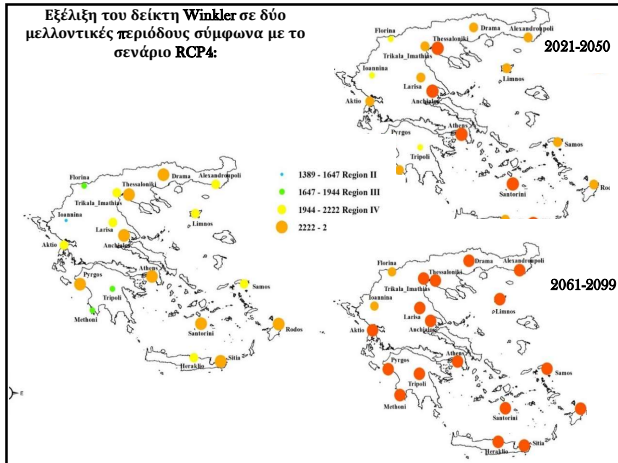 Εξέλιξη του δείκτη Winkler σε δύο
μελλοντικές περιόδους σύμφωνα με το
σενάριο RCP4:
2021-2050
Florina
Drama
Alexandroupoli
Thessaloniki
Trikala_Imathias
Ioannina
Larisa
Limnos
Aktio
Anchialos
Athens
Pyrgos
Tripoli
Samos
Santorini
Rodos
1389 - 1647 Region II
1647 - 1944 Region III
1944 - 2222 Region IV
2222 - 2
Florina
Drama
Alexandroupoli
Thessaloniki
Trikala_Imathias
Ioannina
Larisa
Limnos
Aktio
Anchialos
Pyrgos
Athens
Tripoli
Samos
Methoni
Santorini
Rodos
Sitia
Heraklio
E
2061-2099
Florina
Drama
Alexandroupoli
Thessaloniki
Trikala_Imathias
Ioannina
Larisa
Limnos
Aktio
Anchialos
Athens
Pyrgos
Tripoli
Samos
Methoni
Santorini
Sitia
Heraklio